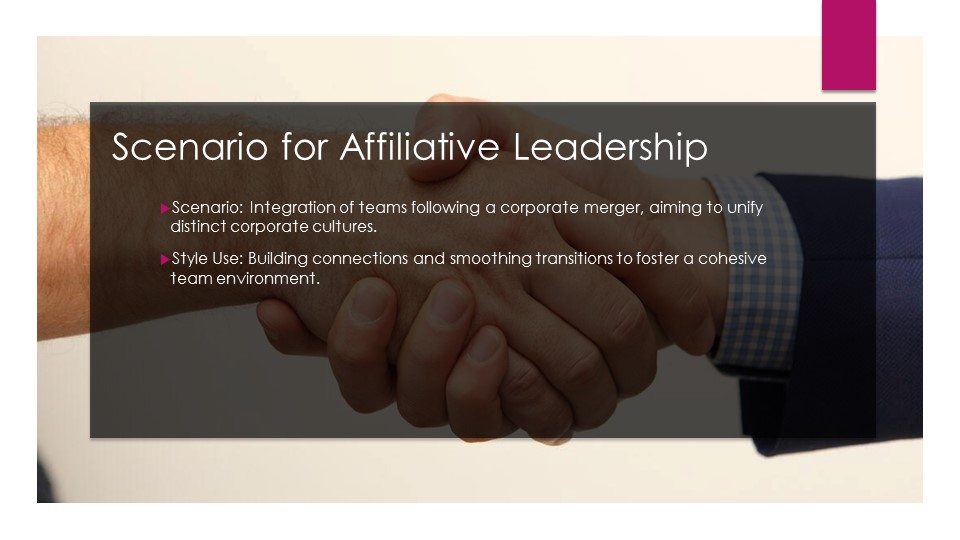 Scenario for Affiliative Leadership
Scenario: Integration of teams following a corporate merger, aiming to unify
distinct corporate cultures.
Style Use: Building connections and smoothing transitions to foster a cohesive
team environment.